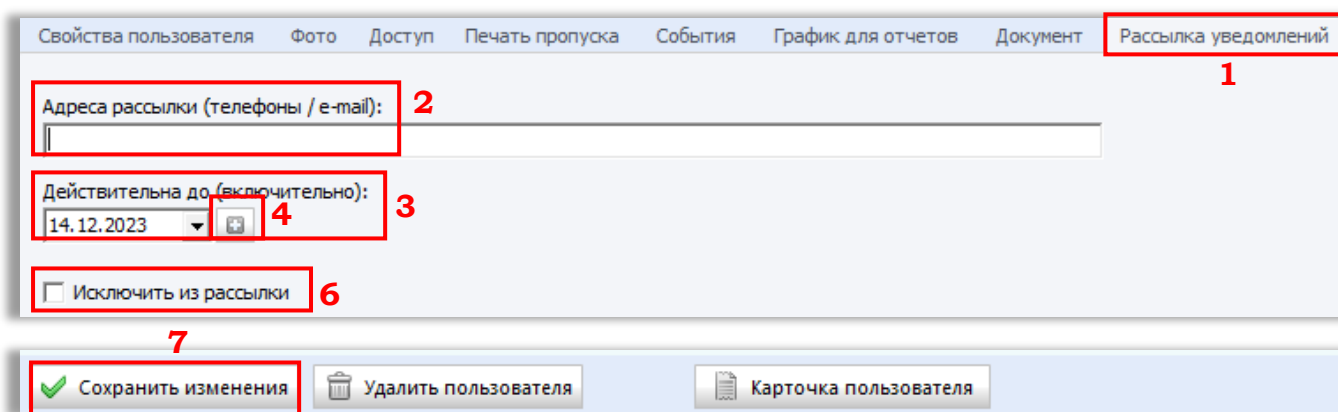 Свойства пользователя Фото Доступ Печать пропуска События График для отчетов Документ Рассылка уведомлений
1
Адреса рассылки (телефоны / e-mail): 2
Действительна до (включительно):
14.12.2023 4 3
Исключить из рассылки 6
7
Сохранить изменения Удалить пользователя Карточка пользователя